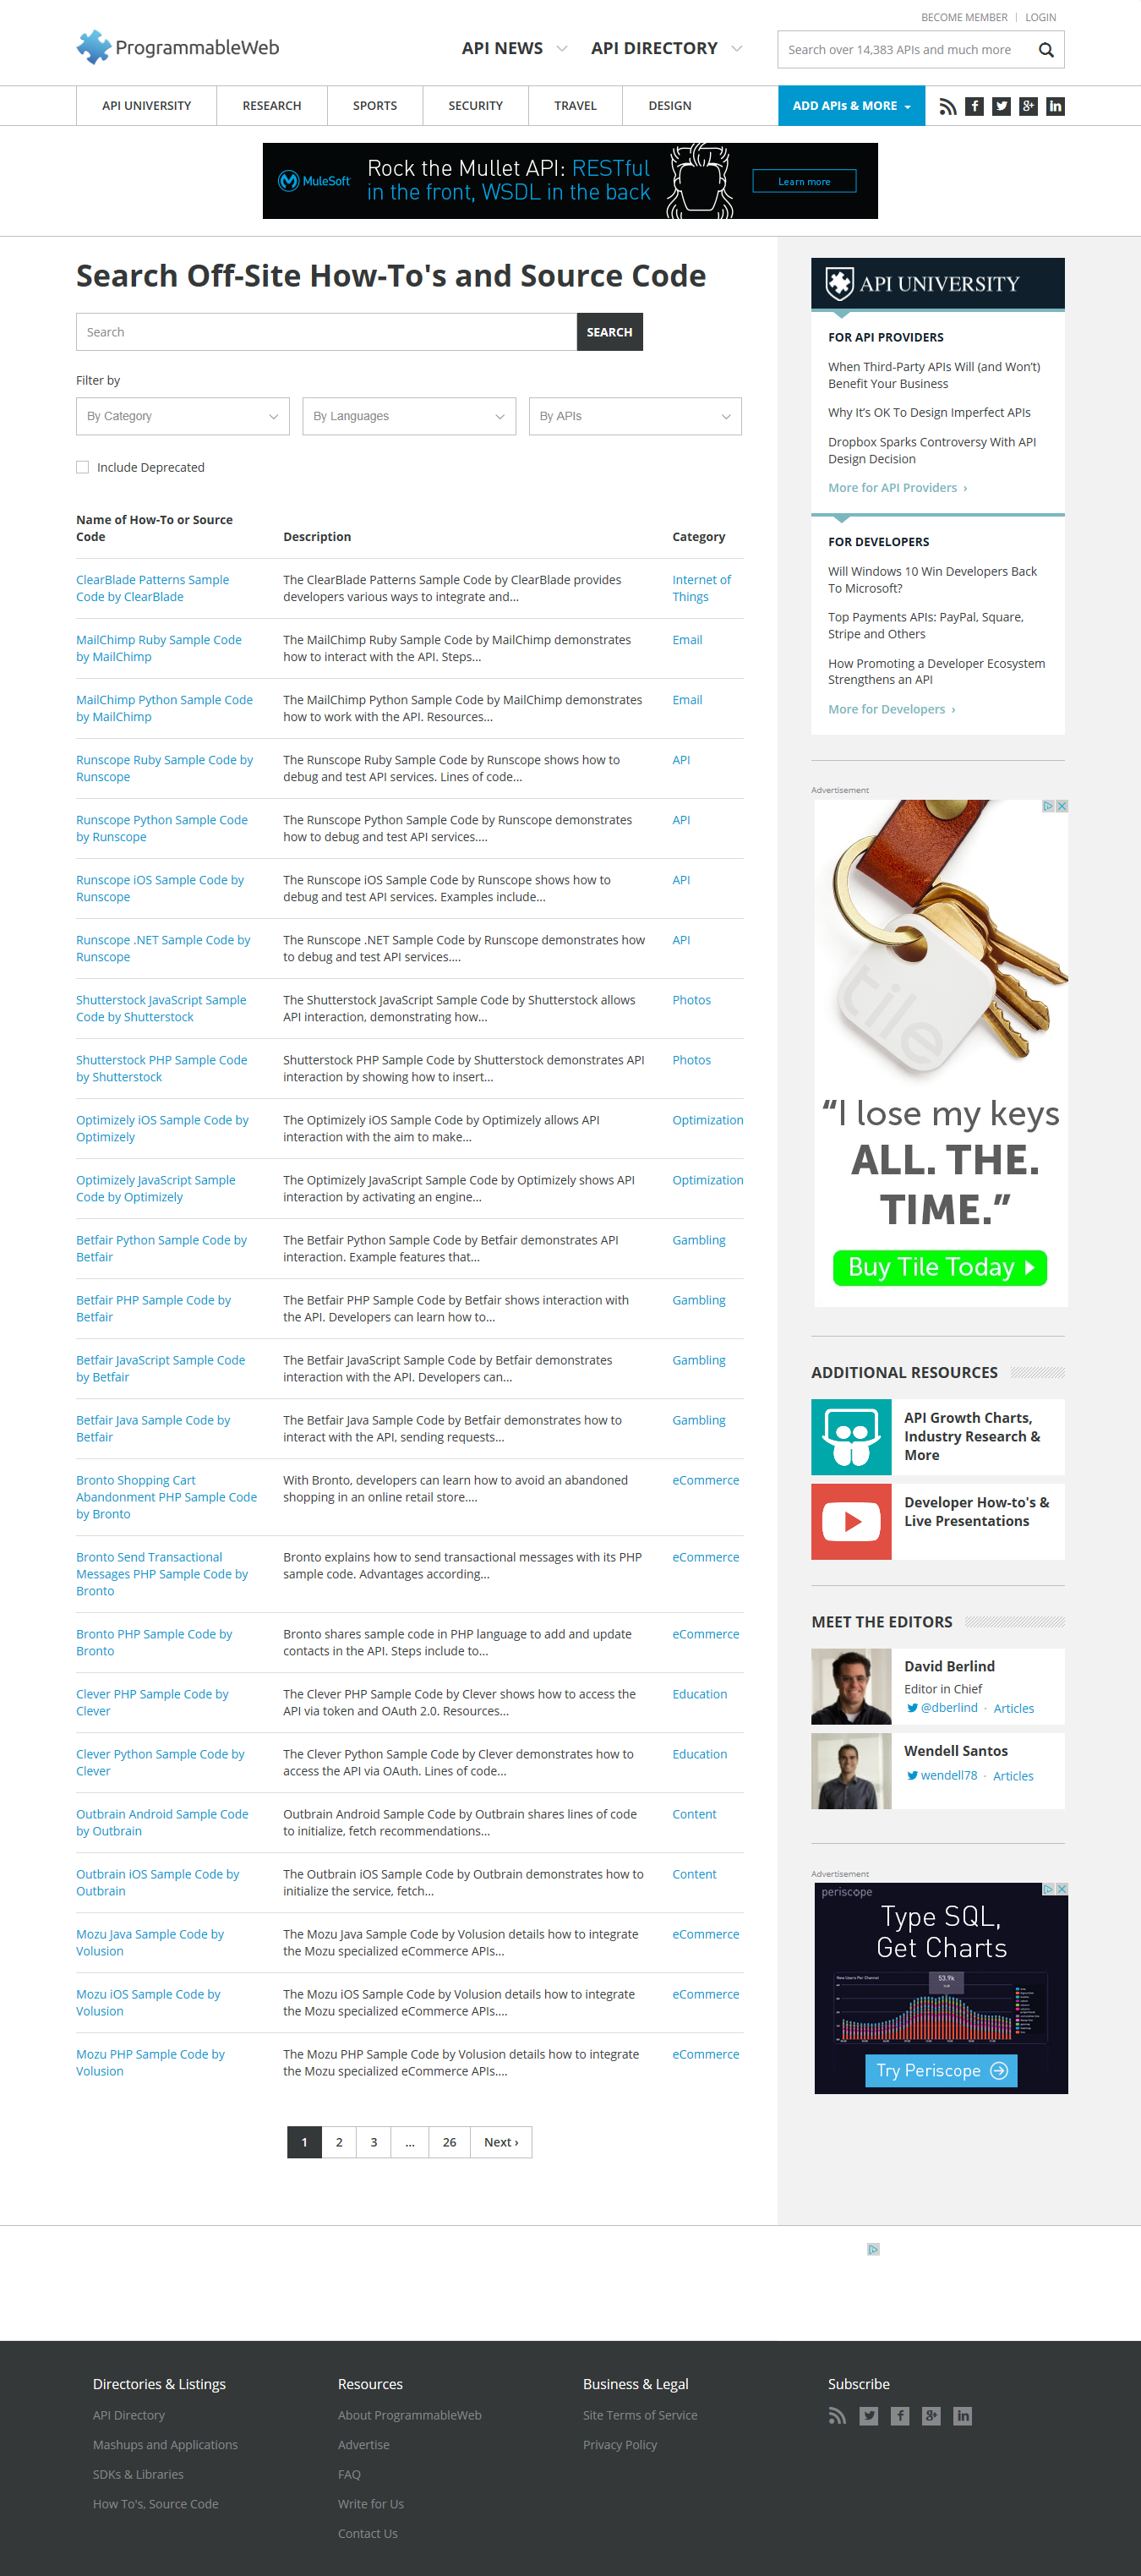 BECOME MEMBER | LOGIN
ProgrammableWeb
API NEWS
API DIRECTORY
Search over 14,383 APIs and much more
API UNIVERSITY
RESEARCH
SPORTS
SECURITY
TRAVEL
DESIGN
ADD APIs & MORE
MuleSoft
Rock the Mullet API: RESTful
in the front, WSDL in the back
Learn more
Search Off-Site How-To's and Source Code
Search
SEARCH
Filter by
By Category
By Languages
By APIs
Include Deprecated
Name of How-To or Source
Code
Description
Category
ClearBlade Patterns Sample
Code by ClearBlade
The ClearBlade Patterns Sample Code by ClearBlade provides
developers various ways to integrate and...
Internet of
Things
MailChimp Ruby Sample Code
by MailChimp
The MailChimp Ruby Sample Code by MailChimp demonstrates
how to interact with the API. Steps...
Email
MailChimp Python Sample Code
by MailChimp
The MailChimp Python Sample Code by MailChimp demonstrates
how to work with the API. Resources...
Email
Runscope Ruby Sample Code by
Runscope
The Runscope Ruby Sample Code by Runscope shows how to
debug and test API services. Lines of code...
API
Runscope Python Sample Code
by Runscope
The Runscope Python Sample Code by Runscope demonstrates
how to debug and test API services....
API
Runscope iOS Sample Code by
Runscope
The Runscope iOS Sample Code by Runscope shows how to
debug and test API services. Examples include...
API
Runscope .NET Sample Code by
Runscope
The Runscope .NET Sample Code by Runscope demonstrates how
to debug and test API services....
API
Shutterstock JavaScript Sample
Code by Shutterstock
The Shutterstock JavaScript Sample Code by Shutterstock allows
API interaction, demonstrating how...
Photos
Shutterstock PHP Sample Code
by Shutterstock
Shutterstock PHP Sample Code by Shutterstock demonstrates API
interaction by showing how to insert...
Photos
Optimizely iOS Sample Code by
Optimizely
The Optimizely iOS Sample Code by Optimizely allows API
interaction with the aim to make...
Optimization
Optimizely JavaScript Sample
Code by Optimizely
The Optimizely JavaScript Sample Code by Optimizely shows API
interaction by activating an engine...
Optimization
Betfair Python Sample Code by
Betfair
The Betfair Python Sample Code by Betfair demonstrates API
interaction. Example features that...
Gambling
Betfair PHP Sample Code by
Betfair
The Betfair PHP Sample Code by Betfair shows interaction with
the API. Developers can learn how to...
Gambling
Betfair JavaScript Sample Code
by Betfair
The Betfair JavaScript Sample Code by Betfair demonstrates
interaction with the API. Developers can...
Gambling
Betfair Java Sample Code by
Betfair
The Betfair Java Sample Code by Betfair demonstrates how to
interact with the API, sending requests...
Gambling
Bronto Shopping Cart
Abandonment PHP Sample Code
by Bronto
With Bronto, developers can learn how to avoid an abandoned
shopping in an online retail store....
eCommerce
Bronto Send Transactional
Messages PHP Sample Code by
Bronto
Bronto explains how to send transactional messages with its PHP
sample code. Advantages according...
eCommerce
Bronto PHP Sample Code by
Bronto
Bronto shares sample code in PHP language to add and update
contacts in the API. Steps include to...
eCommerce
Clever PHP Sample Code by
Clever
The Clever PHP Sample Code by Clever shows how to access the
API via token and OAuth 2.0. Resources...
Education
Clever Python Sample Code by
Clever
The Clever Python Sample Code by Clever demonstrates how to
access the API via OAuth. Lines of code...
Education
Outbrain Android Sample Code
by Outbrain
Outbrain Android Sample Code by Outbrain shares lines of code
to initialize, fetch recommendations...
Content
Outbrain iOS Sample Code by
Outbrain
The Outbrain iOS Sample Code by Outbrain demonstrates how to
initialize the service, fetch...
Content
Mozu Java Sample Code by
Volusion
The Mozu Java Sample Code by Volusion details how to integrate
the Mozu specialized eCommerce APIs...
eCommerce
Mozu iOS Sample Code by
Volusion
The Mozu iOS Sample Code by Volusion details how to integrate
the Mozu specialized eCommerce APIs....
eCommerce
Mozu PHP Sample Code by
Volusion
The Mozu PHP Sample Code by Volusion details how to integrate
the Mozu specialized eCommerce APIs....
eCommerce
1 2 3 ... 26 Next ›
API UNIVERSITY
FOR API PROVIDERS
When Third-Party APIs Will (and Won't)
Benefit Your Business
Why It's OK To Design Imperfect APIs
Dropbox Sparks Controversy With API
Design Decision
More for API Providers ›
FOR DEVELOPERS
Will Windows 10 Win Developers Back
To Microsoft?
Top Payments APIs: PayPal, Square,
Stripe and Others
How Promoting a Developer Ecosystem
Strengthens an API
More for Developers ›
Advertisement
tile
“I lose my keys
ALL. THE.
TIME.”
Buy Tile Today
ADDITIONAL RESOURCES
API Growth Charts,
Industry Research &
More
Developer How-to's &
Live Presentations
MEET THE EDITORS
David Berlind
Editor in Chief
@dberlind · Articles
Wendell Santos
wendell78 · Articles
Advertisement
periscope
Type SQL,
Get Charts
New Users Per Channel
53.9k
Try Periscope
Directories & Listings
API Directory
Mashups and Applications
SDKs & Libraries
How To's, Source Code
Resources
About ProgrammableWeb
Advertise
FAQ
Write for Us
Contact Us
Business & Legal
Site Terms of Service
Privacy Policy
Subscribe